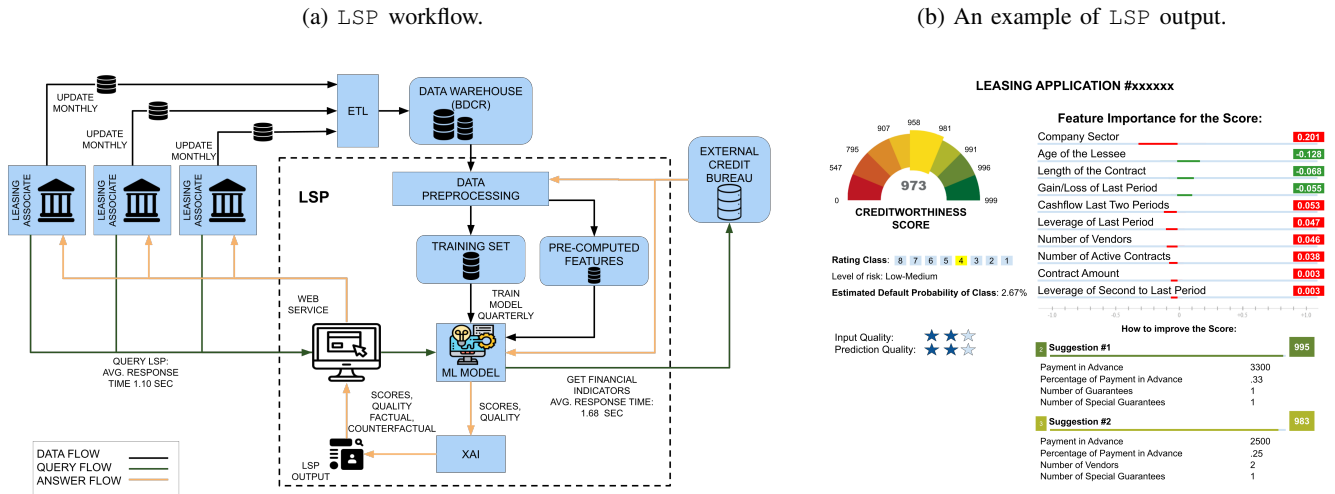 (a) LSP workflow.
UPDATE
MONTHLY
UPDATE
MONTHLY
UPDATE
MONTHLY
ETL
DATA WAREHOUSE
(BDCR)
LEASING
ASSOCIATE
LEASING
ASSOCIATE
LEASING
ASSOCIATE
LSP
DATA
PREPROCESSING
EXTERNAL
CREDIT
BUREAU
TRAINING SET
PRE-COMPUTED
FEATURES
TRAIN
MODEL
QUARTERLY
WEB
SERVICE
ML MODEL
QUERY LSP:
AVG. RESPONSE
TIME 1.10 SEC
GET FINANCIAL
INDICATORS
AVG. RESPONSE TIME:
1.68 SEC
SCORES,
QUALITY
FACTUAL,
COUNTERFACTUAL
SCORES,
QUALITY
XAI
LSP
OUTPUT
DATA FLOW
QUERY FLOW
ANSWER FLOW
(b) An example of LSP output.
LEASING APPLICATION #xxxxxx
0
547
795
907
958
981
991
996
999
973
CREDITWORTHINESS
SCORE
Rating Class: 8 7 6 5 4 3 2 1
Level of risk: Low-Medium
Estimated Default Probability of Class: 2.67%
Input Quality:
Prediction Quality:
Feature Importance for the Score:
Company Sector 0.201
Age of the Lessee -0.128
Length of the Contract -0.068
Gain/Loss of Last Period -0.055
Cashflow Last Two Periods 0.053
Leverage of Last Period 0.047
Number of Vendors 0.046
Number of Active Contracts 0.038
Contract Amount 0.003
Leverage of Second to Last Period 0.003
-1.0 -0.1 0 +0.1 +1.0
How to improve the Score:
2 Suggestion #1 995
Payment in Advance 3300
Percentage of Payment in Advance .33
Number of Guarantees 1
Number of Special Guarantees 1
3 Suggestion #2 983
Payment in Advance 2500
Percentage of Payment in Advance .25
Number of Vendors 2
Number of Special Guarantees 1